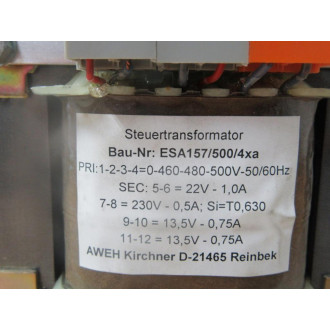 Steuertransformator
Bau-Nr: ESA157/500/4xa
PRI:1-2-3-4=0-460-480-500V-50/60Hz
SEC: 5-6 = 22V - 1,0A
7-8 = 230V - 0,5A; Si=T0,630
9-10 = 13,5V - 0,75A
11-12 = 13,5V - 0,75A
AWEH Kirchner D-21465 Reinbek